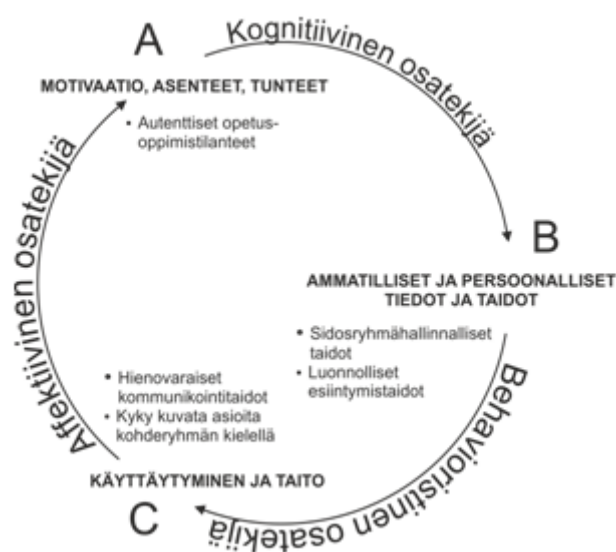 A
Kognitiivinen osatekijä
MOTIVAATIO, ASENTEET, TUNTEET
• Autenttiset opetus-
oppimistilanteet
B
AMMATILLISET JA PERSOONALLISET
TIEDOT JA TAIDOT
• Sidosryhmähallinnalliset
taidot
• Luonnolliset
esiintymistaidot
Behavioristinen osatekijä
• Hienovaraiset
kommunikointitaidot
• Kyky kuvata asioita
kohderyhmän kielellä
KÄYTTÄYTYMINEN JA TAITO
C
Affektiivinen osatekijä